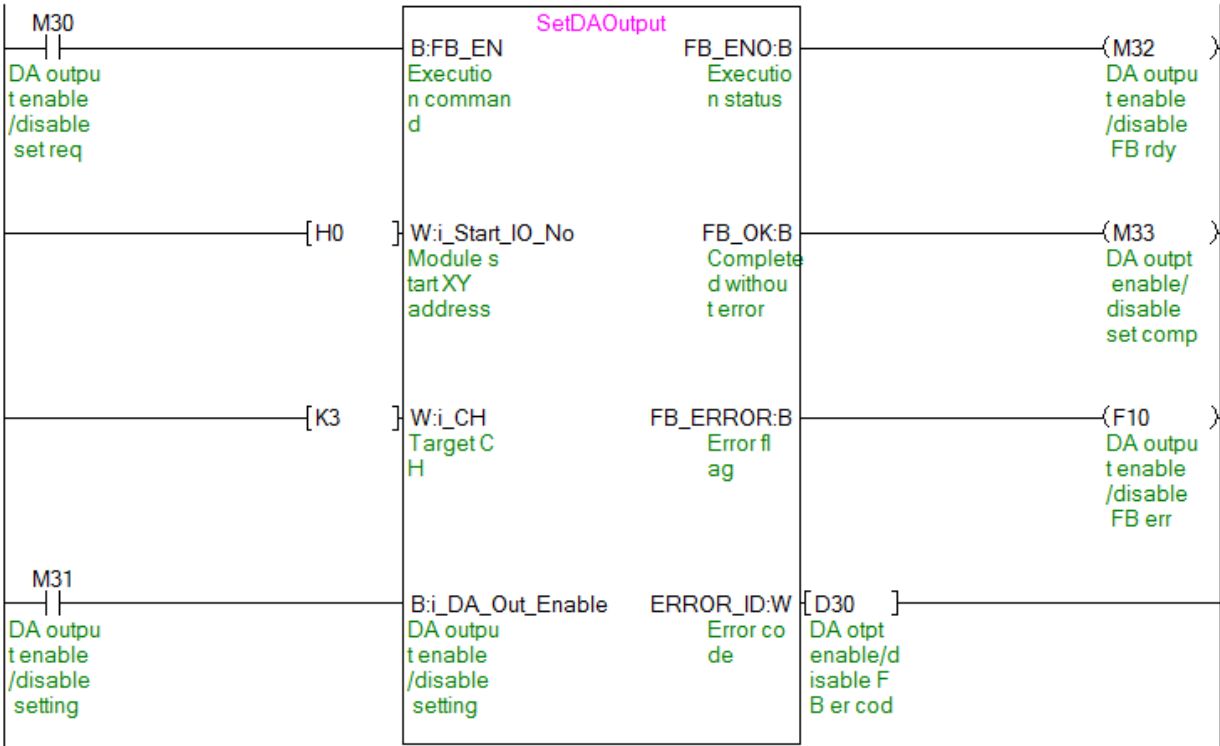 M30
SetDAOutput
B:FB_EN
FB_ENO:B
M32
DA outpu
t enable
/disable
set req
Executio
n comman
d
Executio
n status
DA outpu
t enable
/disable
FB rdy
H0
W:i_Start_IO_No
FB_OK:B
M33
Module s
tart XY
address
Complete
d withou
t error
DA outpt
enable/
disable
set comp
K3
W:i_CH
FB_ERROR:B
F10
Target C
H
Error fl
ag
DA outpu
t enable
/disable
FB err
M31
B:i_DA_Out_Enable
ERROR_ID:W
D30
DA outpu
t enable
/disable
setting
DA outpu
t enable
/disable
setting
Error co
de
DA otpt
enable/d
isable F
B er cod